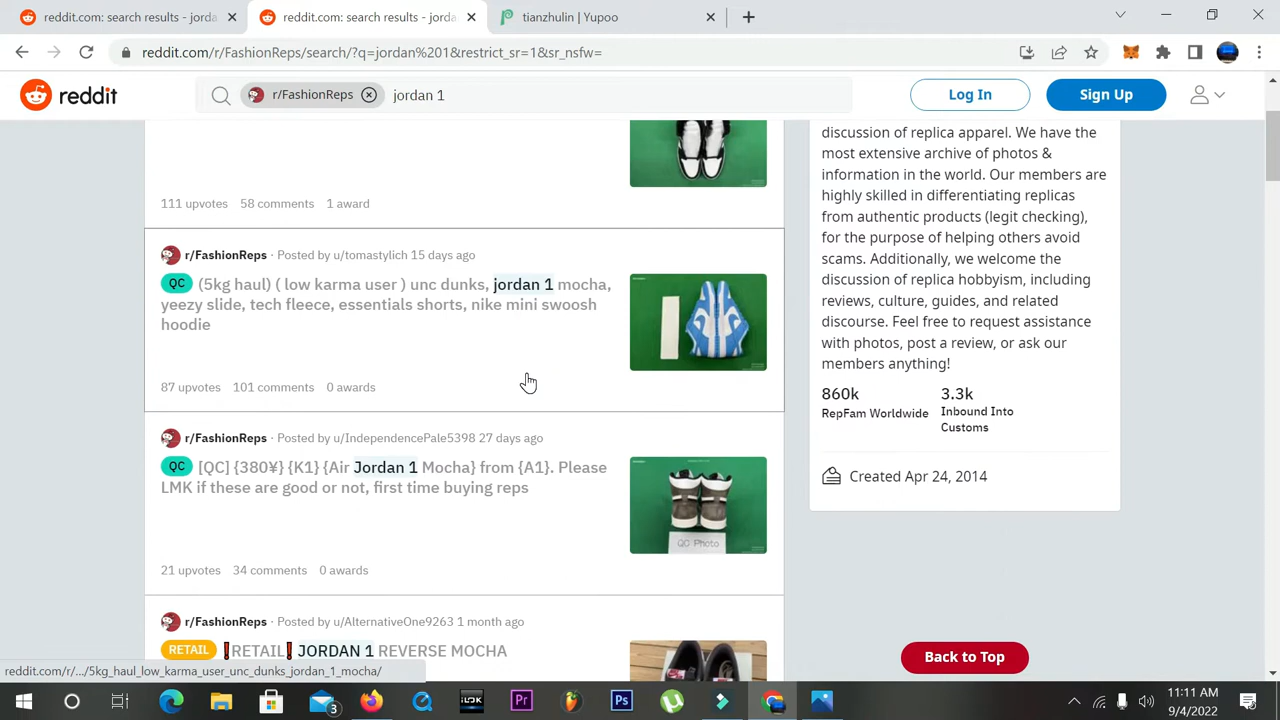 reddit.com: search results - jorda
reddit.com: search results - jorda
tianzhulin | Yupoo
reddit.com/r/FashionReps/search/?q=jordan%201&restrict_sr=1&sr_nsfw=
reddit
r/FashionReps
jordan 1
Log In
Sign Up
111 upvotes 58 comments 1 award
r/FashionReps · Posted by u/tomastylich 15 days ago
QC (5kg haul) ( low karma user ) unc dunks, jordan 1 mocha,
yeezy slide, tech fleece, essentials shorts, nike mini swoosh
hoodie
87 upvotes 101 comments 0 awards
r/FashionReps · Posted by u/IndependencePale5398 27 days ago
QC [QC] {380¥} {K1} {Air Jordan 1 Mocha} from {A1}. Please
LMK if these are good or not, first time buying reps
QC Photo
21 upvotes 34 comments 0 awards
r/FashionReps · Posted by u/AlternativeOne9263 1 month ago
RETAIL ❗RETAIL❗ JORDAN 1 REVERSE MOCHA
discussion of replica apparel. We have the
most extensive archive of photos &
information in the world. Our members are
highly skilled in differentiating replicas
from authentic products (legit checking),
for the purpose of helping others avoid
scams. Additionally, we welcome the
discussion of replica hobbyism, including
reviews, culture, guides, and related
discourse. Feel free to request assistance
with photos, post a review, or ask our
members anything!
860k
RepFam Worldwide
3.3k
Inbound Into
Customs
Created Apr 24, 2014
Back to Top
reddit.com/r/.../5kg_haul_low_karma_user_unc_dunks_jordan_1_mocha/
3
iLOK
Pr
Ps
11:11 AM
9/4/2022